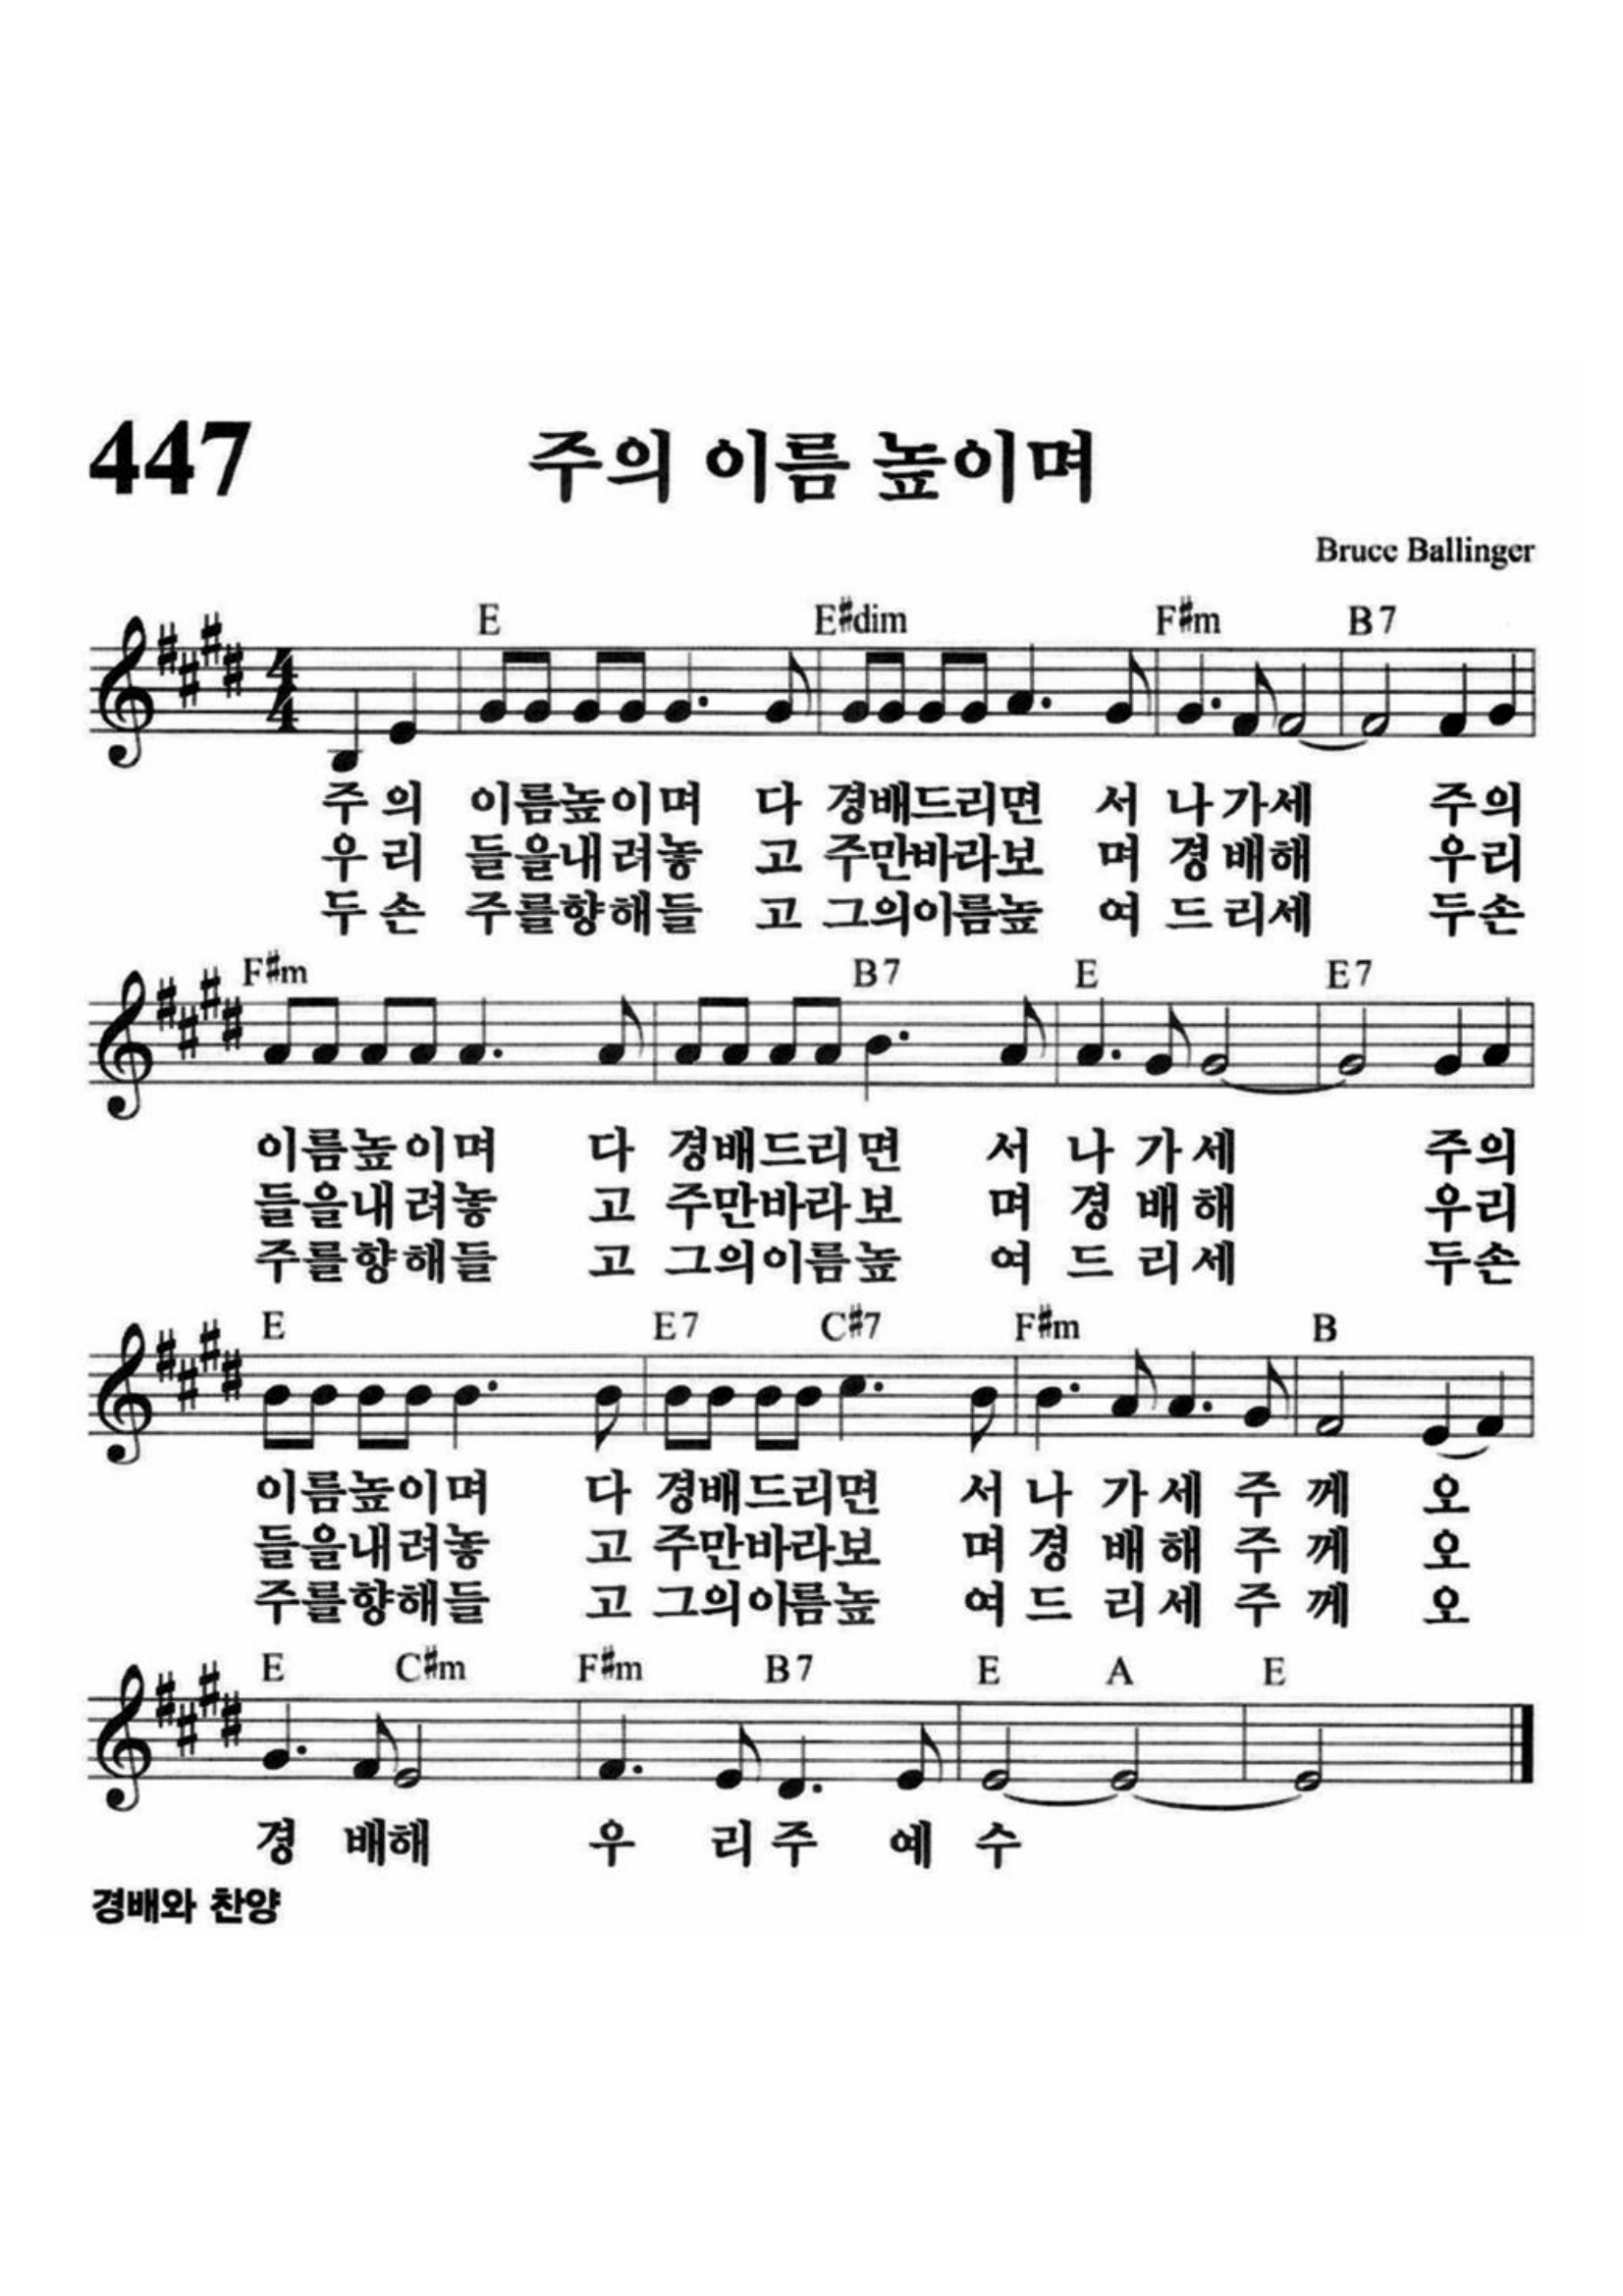 447 주의 이름 높이며
Bruce Ballinger
E E#dim F#m B7
주의 이름높이며 다 경배드리면 서 나가세 주의
우리 들을내려놓 고 주만바라보 며 경배해 우리
두손 주를향해들 고 그의이름높 여 드리세 두손
F#m B7 E E7
이름높이며 다 경배드리면 서 나 가세 주의
들을내려놓 고 주만바라보 며 경 배해 우리
주를향해들 고 그의이름높 여 드 리세 두손
E E7 C#7 F#m B
이름높이며 다 경배드리면 서 나 가 세 주 께 오
들을내려놓 고 주만바라보 며 경 배 해 주 께 오
주를향해들 고 그의이름높 여 드 리 세 주 께 오
E C#m F#m B7 E A E
경 배해 우 리 주 예 수
경배와 찬양